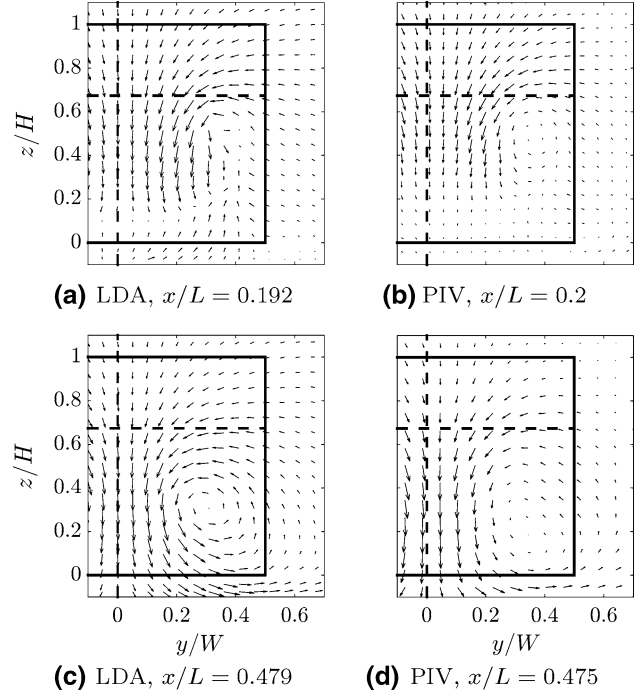 1
0.8
0.6
0.4
0.2
0
z/H
(a) LDA, x/L = 0.192
(b) PIV, x/L = 0.2
1
0.8
0.6
0.4
0.2
0
z/H
0 0.2 0.4 0.6
0 0.2 0.4 0.6
y/W
y/W
(c) LDA, x/L = 0.479
(d) PIV, x/L = 0.475